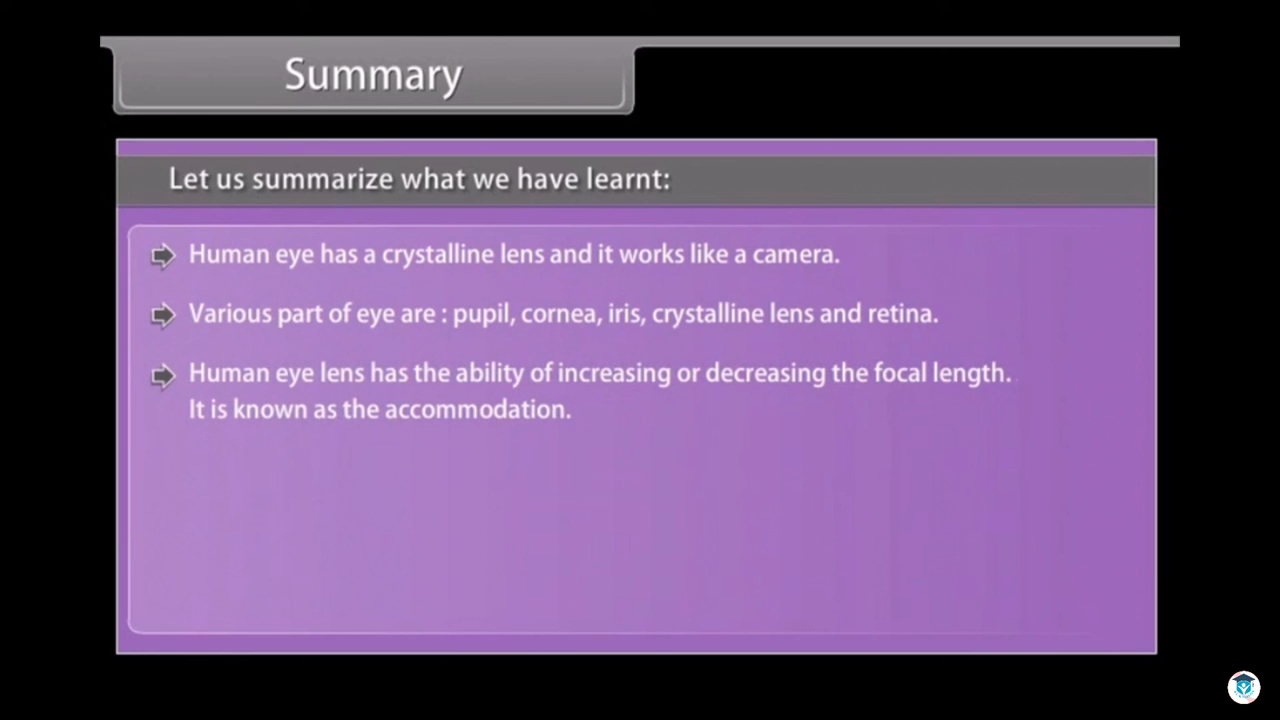 Summary
Let us summarize what we have learnt:
Human eye has a crystalline lens and it works like a camera.
Various part of eye are : pupil, cornea, iris, crystalline lens and retina.
Human eye lens has the ability of increasing or decreasing the focal length.
It is known as the accommodation.